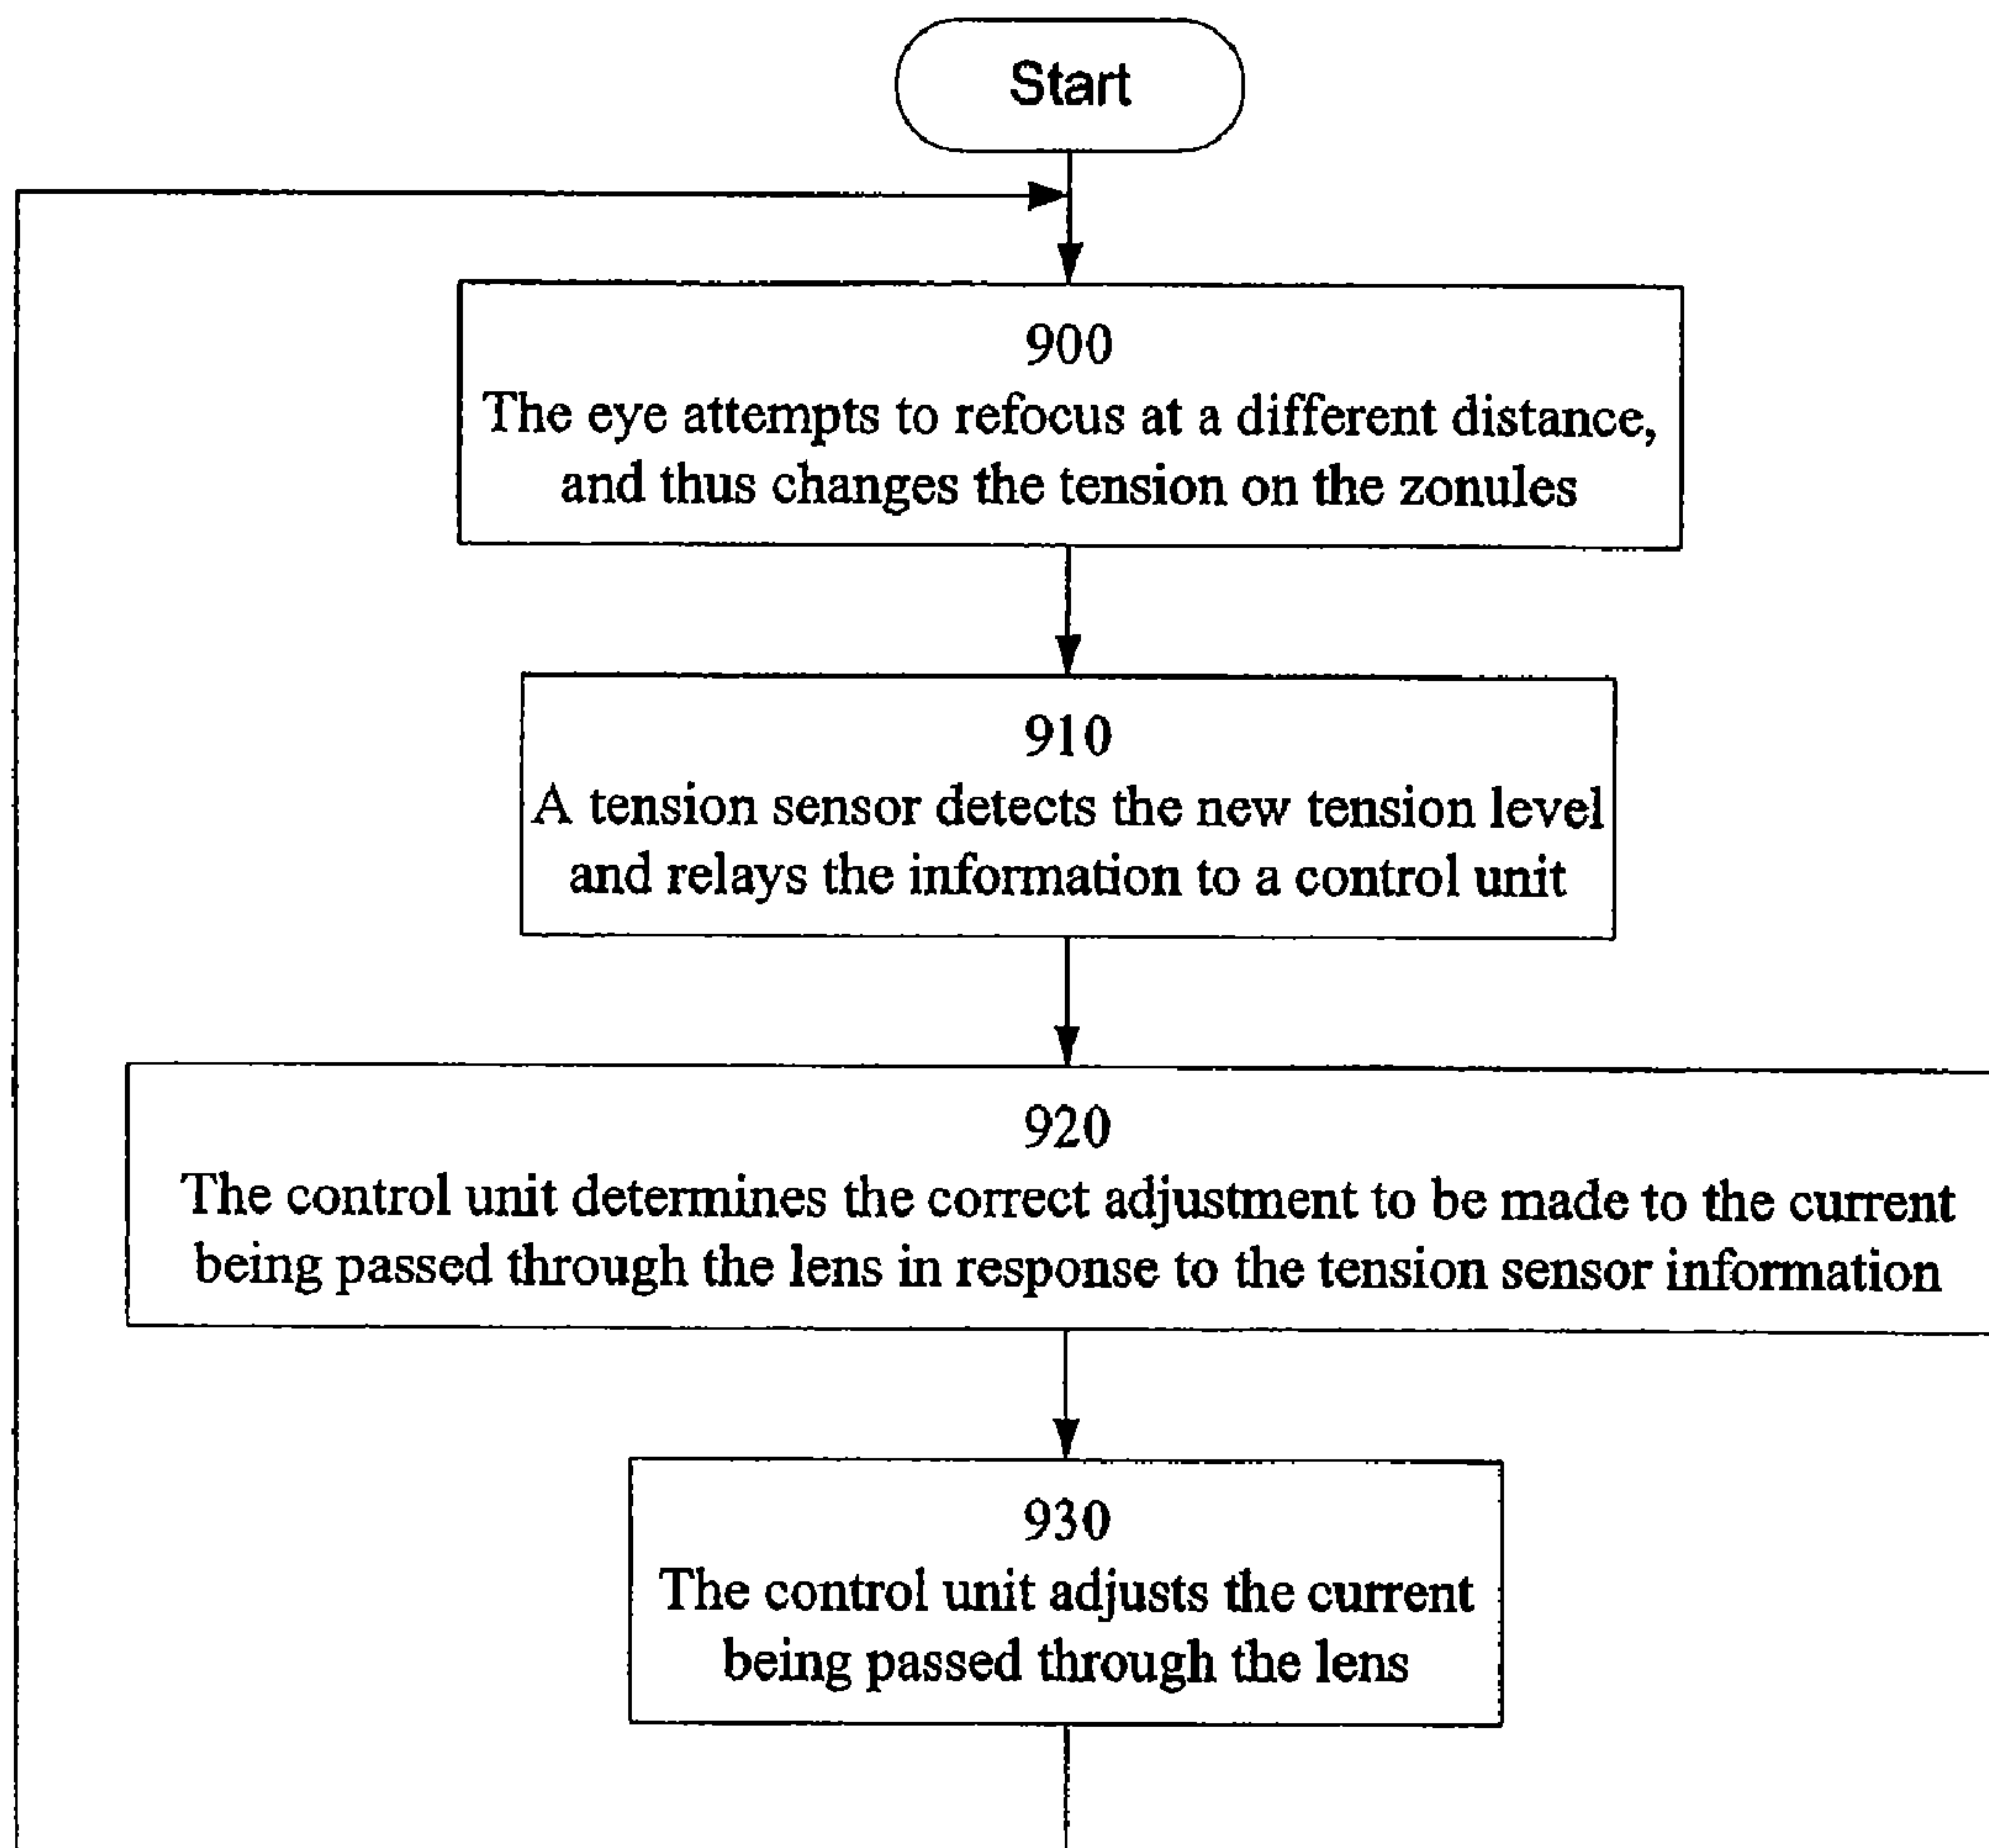 Start
900
The eye attempts to refocus at a different distance,
and thus changes the tension on the zonules
910
A tension sensor detects the new tension level
and relays the information to a control unit
920
The control unit determines the correct adjustment to be made to the current
being passed through the lens in response to the tension sensor information
930
The control unit adjusts the current
being passed through the lens